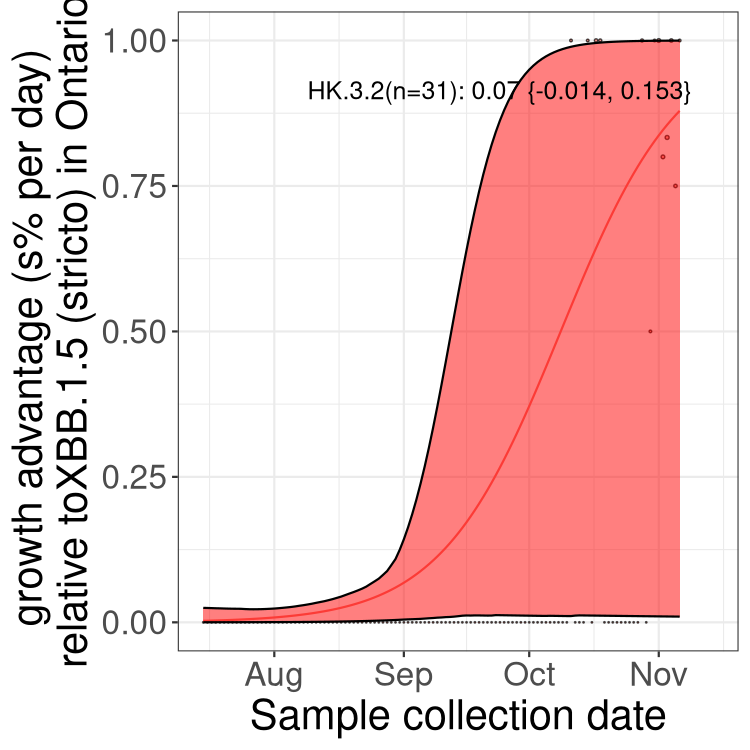 growth advantage (s% per day)
relative toXBB.1.5 (stricto) in Ontario
1.00
0.75
0.50
0.25
0.00
HK.3.2(n=31): 0.07 {-0.014, 0.153}
Aug Sep Oct Nov
Sample collection date